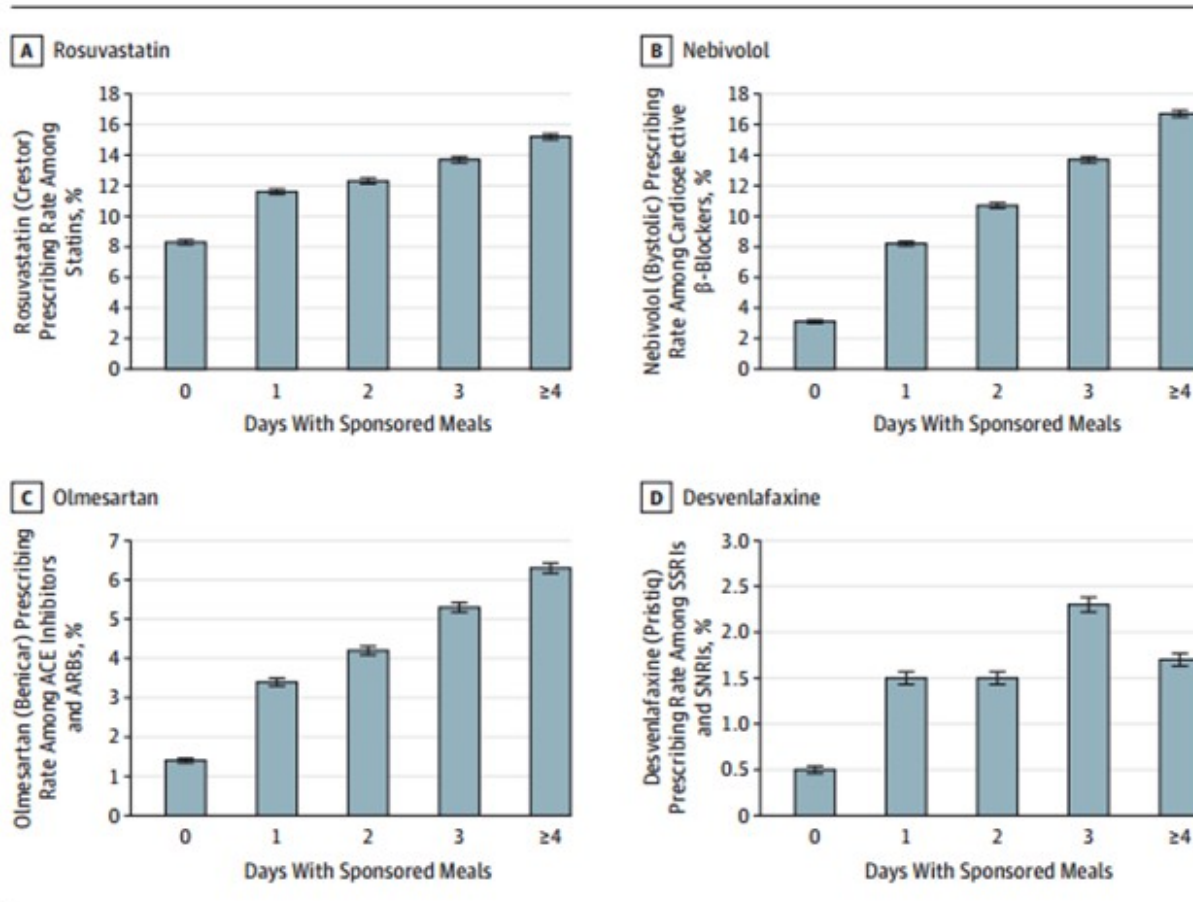 A Rosuvastatin
Rosuvastatin (Crestor)
Prescribing Rate Among
Statins, %
18
16
14
12
10
8
6
4
2
0
0 1 2 3 ≥4
Days With Sponsored Meals
B Nebivolol
Nebivolol (Bystolic) Prescribing
Rate Among Cardioselective
β-Blockers, %
18
16
14
12
10
8
6
4
2
0
0 1 2 3 ≥4
Days With Sponsored Meals
C Olmesartan
Olmesartan (Benicar) Prescribing
Rate Among ACE Inhibitors
and ARBs, %
7
6
5
4
3
2
1
0
0 1 2 3 ≥4
Days With Sponsored Meals
D Desvenlafaxine
Desvenlafaxine (Pristiq)
Prescribing Rate Among SSRIs
and SNRIs, %
3.0
2.5
2.0
1.5
1.0
0.5
0
0 1 2 3 ≥4
Days With Sponsored Meals